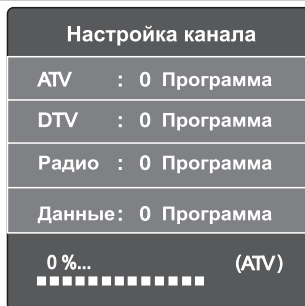 Настройка канала
ATV : 0 Программа
DTV : 0 Программа
Радио : 0 Программа
Данные: 0 Программа
0 %... (ATV)